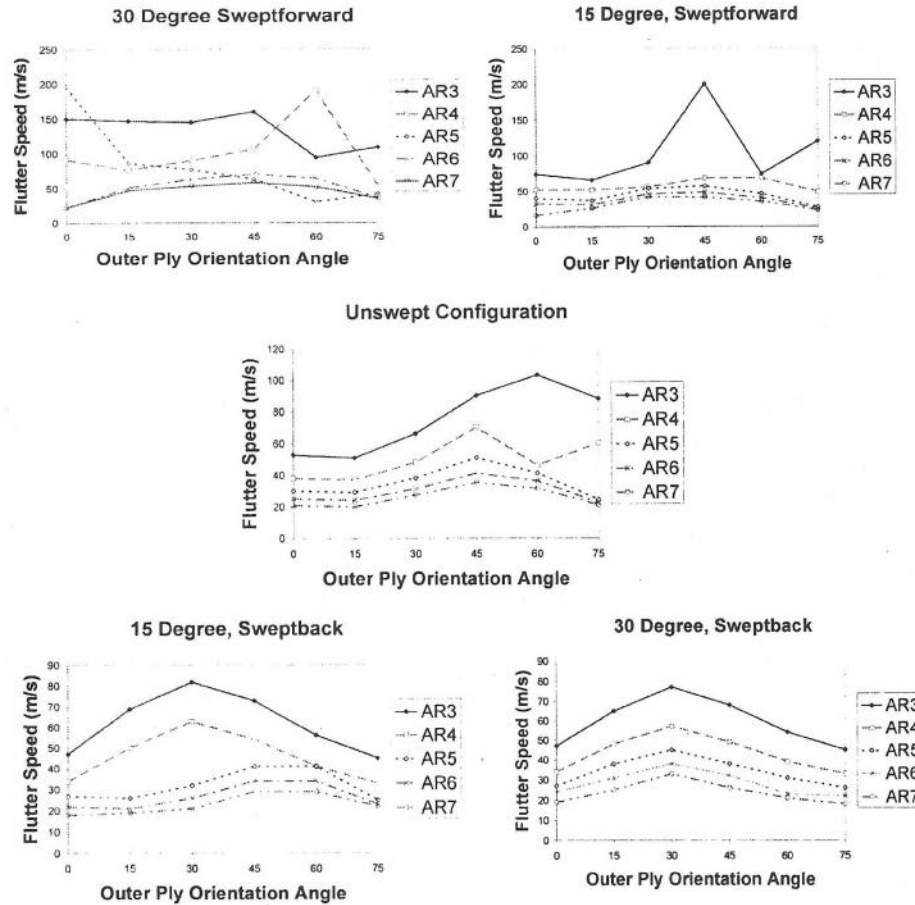 30 Degree Sweptforward
Flutter Speed (m/s)
250
200
150
100
50
0
0 15 30 45 60 75
Outer Ply Orientation Angle
AR3
AR4
AR5
AR6
AR7
15 Degree, Sweptforward
Flutter Speed (m/s)
250
200
150
100
50
0
0 15 30 45 60 75
Outer Ply Orientation Angle
AR3
AR4
AR5
AR6
AR7
Unswept Configuration
Flutter Speed (m/s)
120
100
80
60
40
20
0
0 15 30 45 60 75
Outer Ply Orientation Angle
AR3
AR4
AR5
AR6
AR7
15 Degree, Sweptback
Flutter Speed (m/s)
90
80
70
60
50
40
30
20
10
0
0 15 30 45 60 75
Outer Ply Orientation Angle
AR3
AR4
AR5
AR6
AR7
30 Degree, Sweptback
Flutter Speed (m/s)
90
80
70
60
50
40
30
20
10
0
0 15 30 45 60 75
Outer Ply Orientation Angle
AR3
AR4
AR5
AR6
AR7